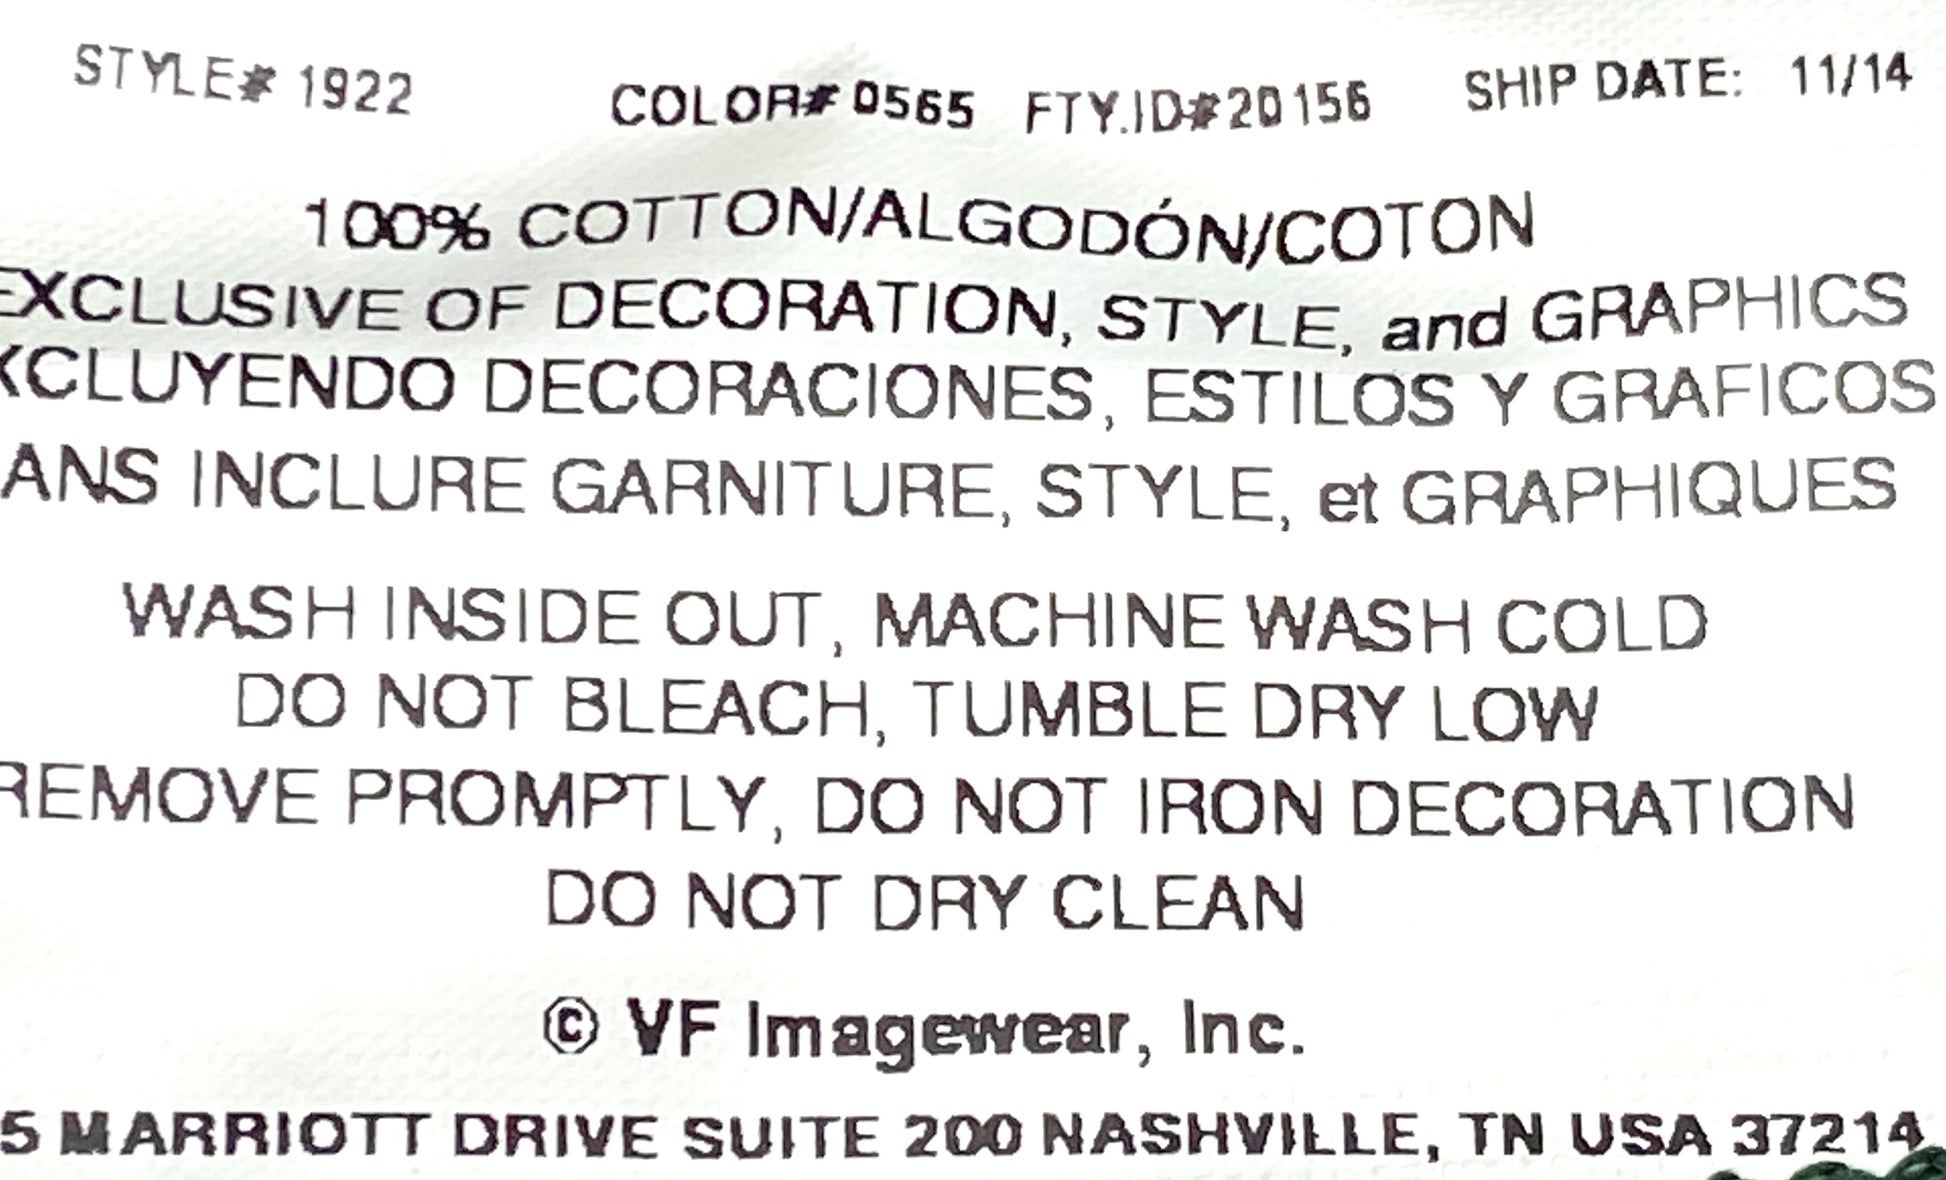 STYLE# 1922 COLOR# 0565 FTY.ID#20156 SHIP DATE: 11/14
100% COTTON/ALGODÓN/COTON
EXCLUSIVE OF DECORATION, STYLE, and GRAPHICS
XCLUYENDO DECORACIONES, ESTILOS Y GRAFICOS
ANS INCLURE GARNITURE, STYLE, et GRAPHIQUES
WASH INSIDE OUT, MACHINE WASH COLD
DO NOT BLEACH, TUMBLE DRY LOW
REMOVE PROMPTLY, DO NOT IRON DECORATION
DO NOT DRY CLEAN
© VF Imagewear, Inc.
5 MARRIOTT DRIVE SUITE 200 NASHVILLE, TN USA 37214